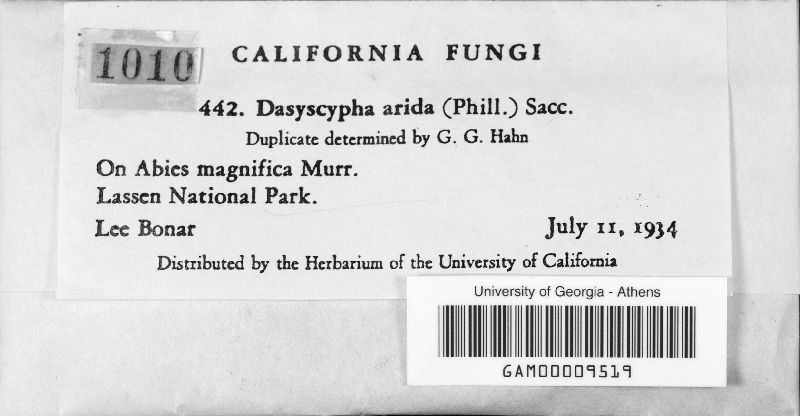 1010
CALIFORNIA FUNGI
442. Dasyscypha arida (Phill.) Sacc.
Duplicate determined by G. G. Hahn
On Abies magnifica Murr.
Lassen National Park.
Lee Bonar July 11, 1934
Distributed by the Herbarium of the University of California
University of Georgia - Athens
GAM00009519